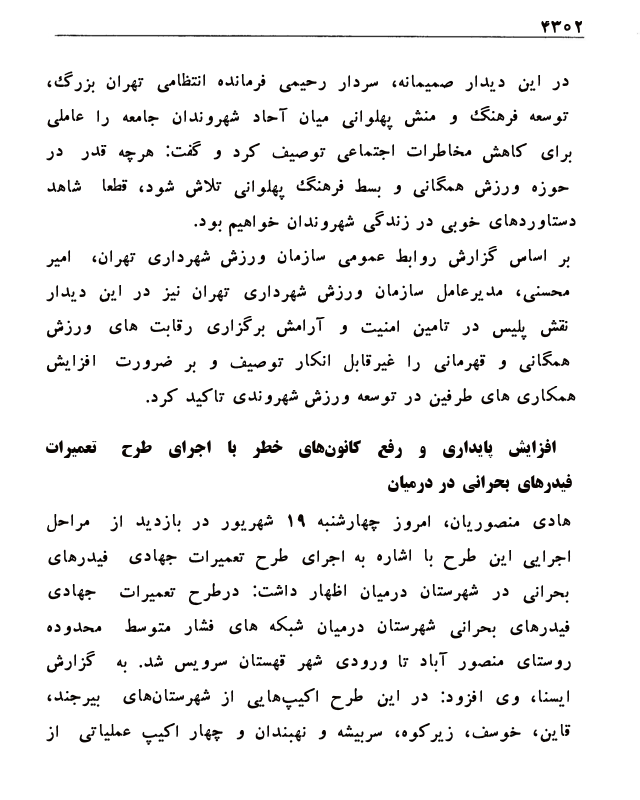 ۴۳۰۲
در این دیدار صمیمانه، سردار رحیمی فرمانده انتظامی تهران بزرگ،
توسعه فرهنگ و منش پهلوانی میان آحاد شهروندان جامعه را عاملی
برای کاهش مخاطرات اجتماعی توصیف کرد و گفت: هرچه قدر در
حوزه ورزش همگانی و بسط فرهنگ پهلوانی تلاش شود، قطعا شاهد
دستاوردهای خوبی در زندگی شهروندان خواهیم بود.
بر اساس گزارش روابط عمومی سازمان ورزش شهرداری تهران، امیر
محسنی، مدیرعامل سازمان ورزش شهرداری تهران نیز در این دیدار
نقش پلیس در تامین امنیت و آرامش برگزاری رقابت های ورزش
همگانی و قهرمانی را غیرقابل انکار توصیف و بر ضرورت افزایش
همکاری های طرفین در توسعه ورزش شهروندی تاکید کرد.
افزایش پایداری و رفع کانون‌های خطر با اجرای طرح تعمیرات
فیدرهای بحرانی در درمیان
هادی منصوریان، امروز چهارشنبه ۱۹ شهریور در بازدید از مراحل
اجرایی این طرح با اشاره به اجرای طرح تعمیرات جهادی فیدرهای
بحرانی در شهرستان درمیان اظهار داشت: درطرح تعمیرات جهادی
فیدرهای بحرانی شهرستان درمیان شبکه های فشار متوسط محدوده
روستای منصور آباد تا ورودی شهر قهستان سرویس شد. به گزارش
ایسنا، وی افزود: در این طرح اکیپ‌هایی از شهرستان‌های بیرجند،
قاین، خوسف، زیرکوه، سربیشه و نهبندان و چهار اکیپ عملیاتی از